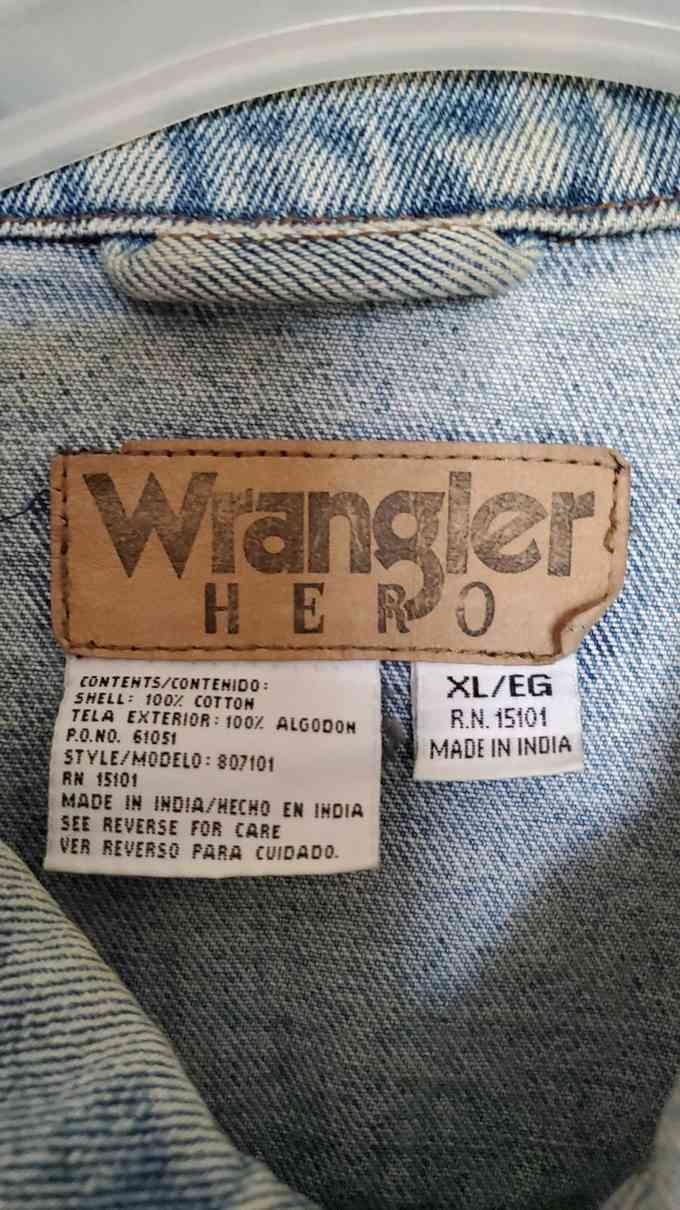 Wrangler
HERO
CONTENTS/CONTENIDO:
SHELL: 100% COTTON
TELA EXTERIOR: 100% ALGODON
P.O.NO. 61051
STYLE/MODELO: 807101
RN 15101
MADE IN INDIA/HECHO EN INDIA
SEE REVERSE FOR CARE
VER REVERSO PARA CUIDADO.
XL/EG
R.N. 15101
MADE IN INDIA